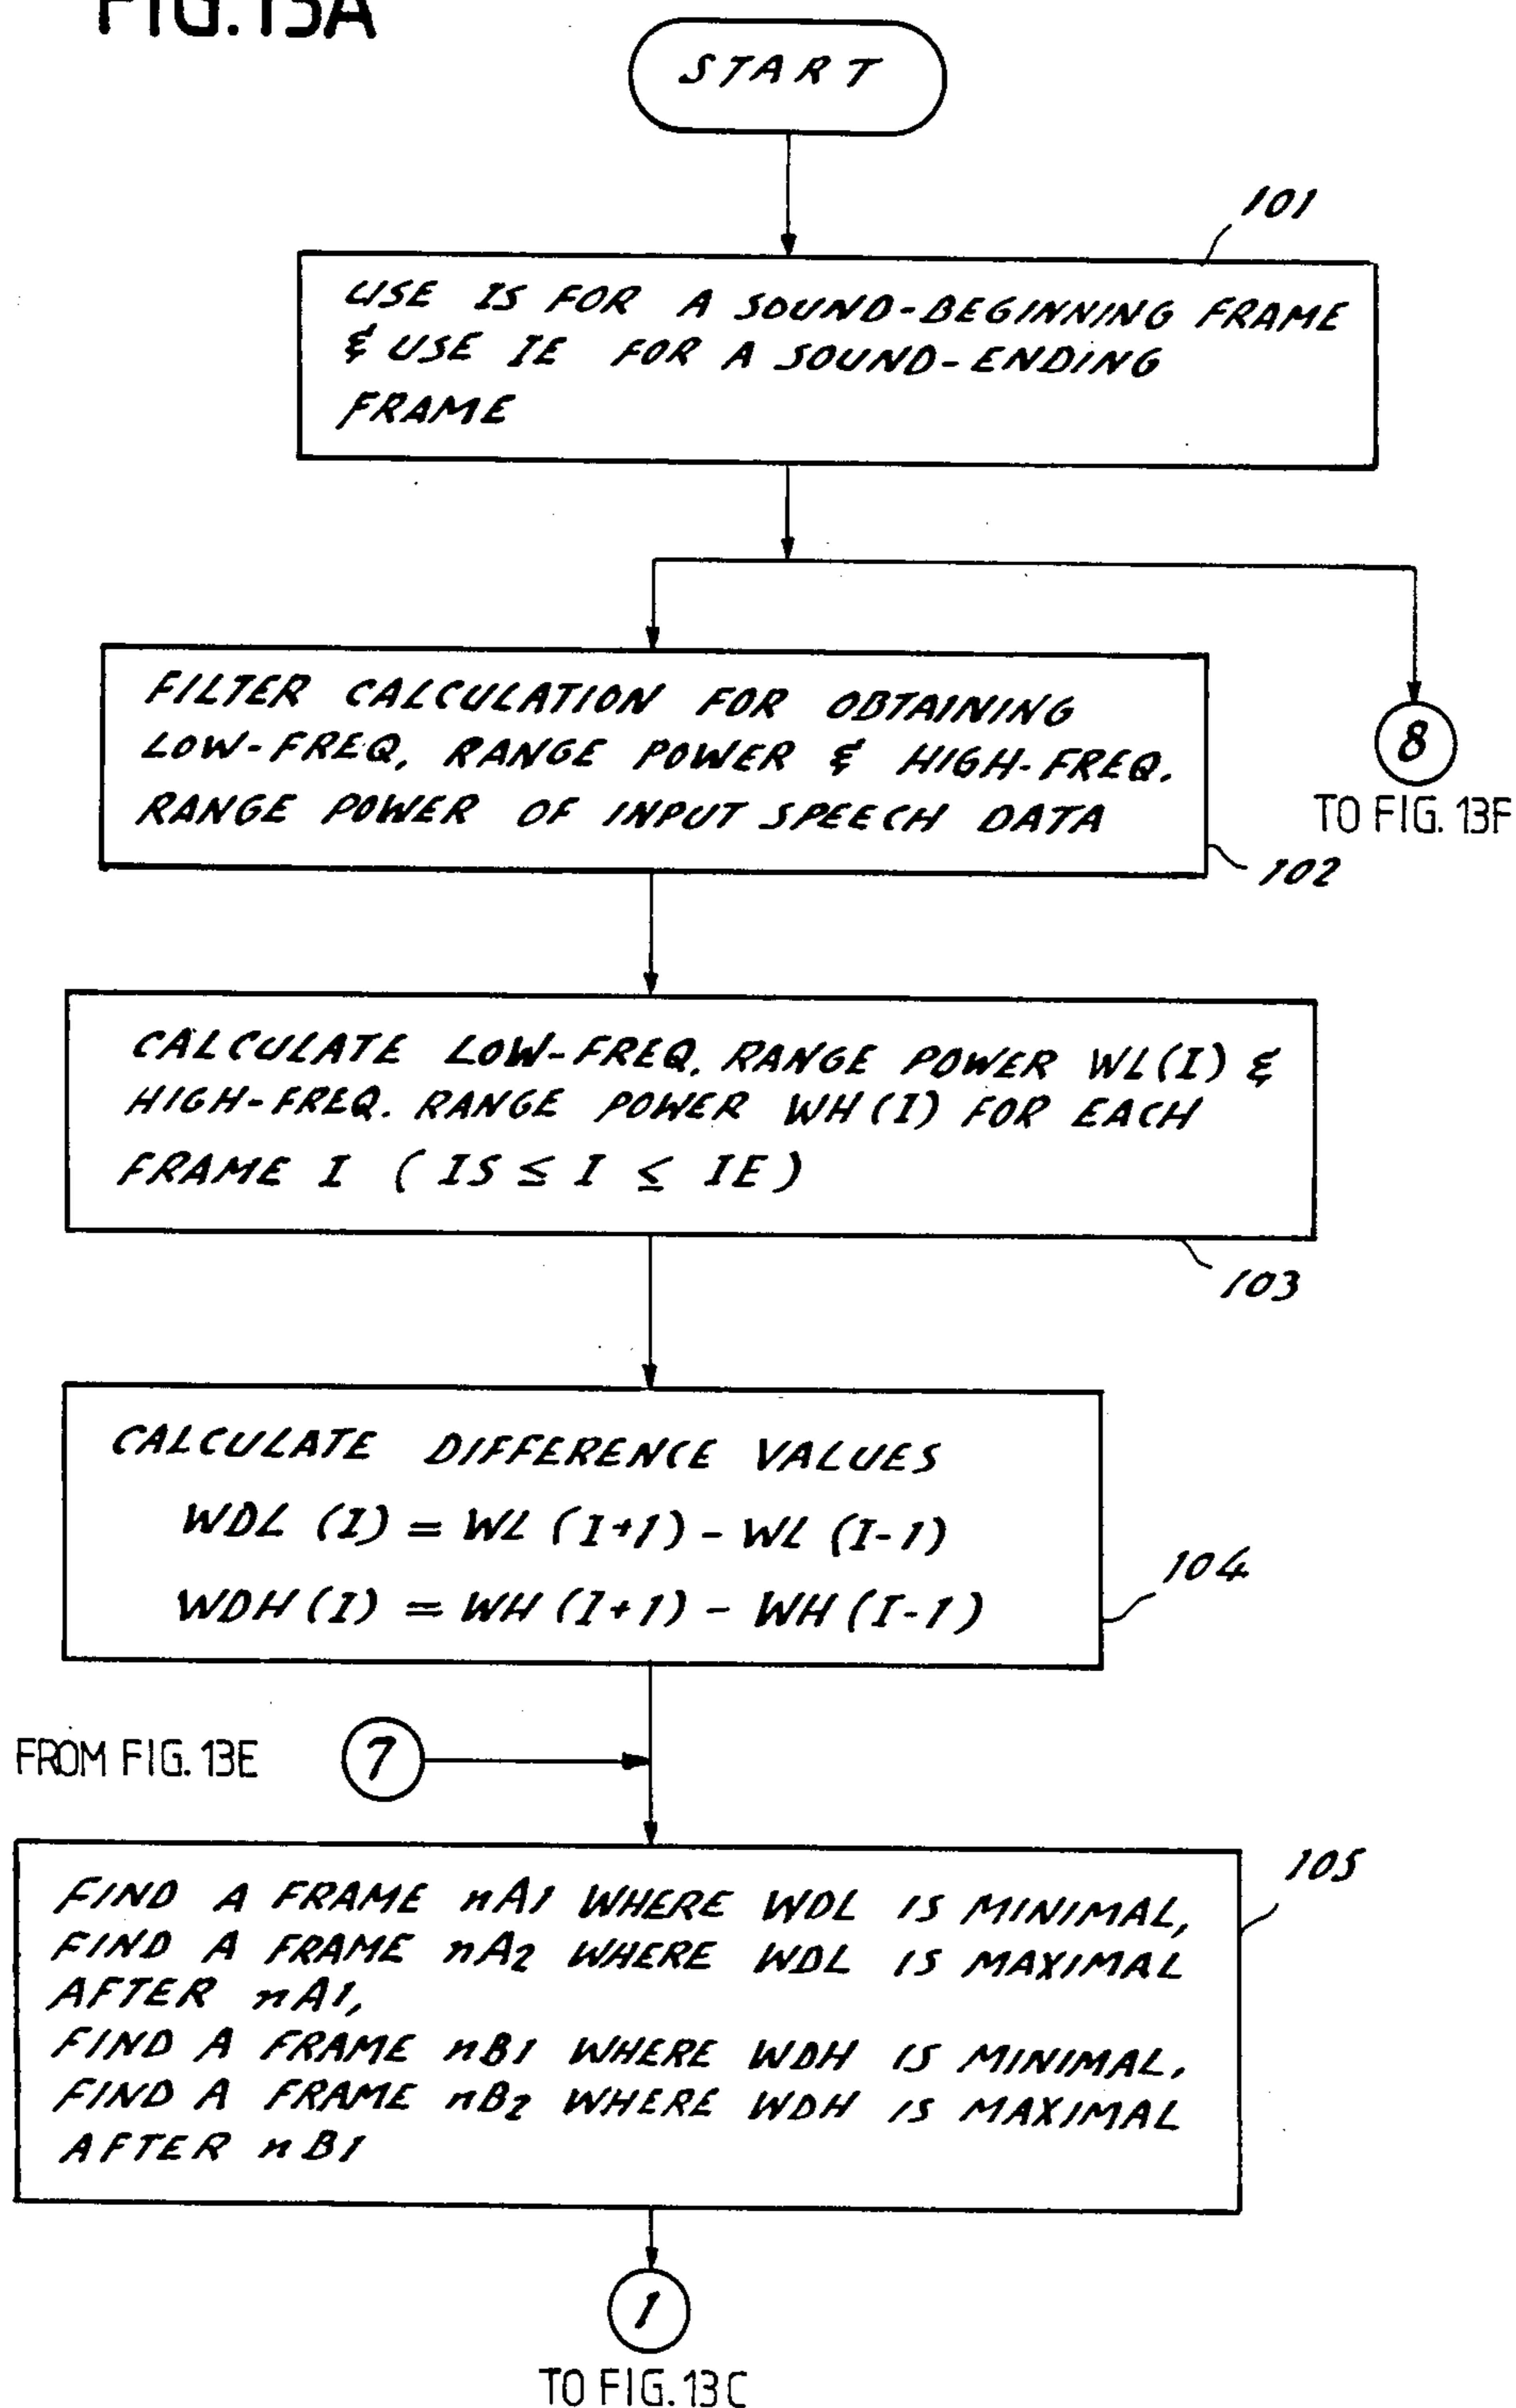 FIG. 13A
START
101
USE IS FOR A SOUND-BEGINNING FRAME
& USE IE FOR A SOUND-ENDING
FRAME
FILTER CALCULATION FOR OBTAINING
LOW-FREQ. RANGE POWER & HIGH-FREQ.
RANGE POWER OF INPUT SPEECH DATA
102
8
TO FIG. 13F
CALCULATE LOW-FREQ. RANGE POWER WL(I) &
HIGH-FREQ. RANGE POWER WH(I) FOR EACH
FRAME I ( IS ≤ I ≤ IE )
103
CALCULATE DIFFERENCE VALUES
WDL (I) = WL (I+1) - WL (I-1)
WDH (I) = WH (I+1) - WH (I-1)
104
FROM FIG. 13E
7
105
FIND A FRAME nA1 WHERE WDL IS MINIMAL,
FIND A FRAME nA2 WHERE WDL IS MAXIMAL
AFTER nA1,
FIND A FRAME nB1 WHERE WDH IS MINIMAL,
FIND A FRAME nB2 WHERE WDH IS MAXIMAL
AFTER nB1
1
TO FIG. 13C